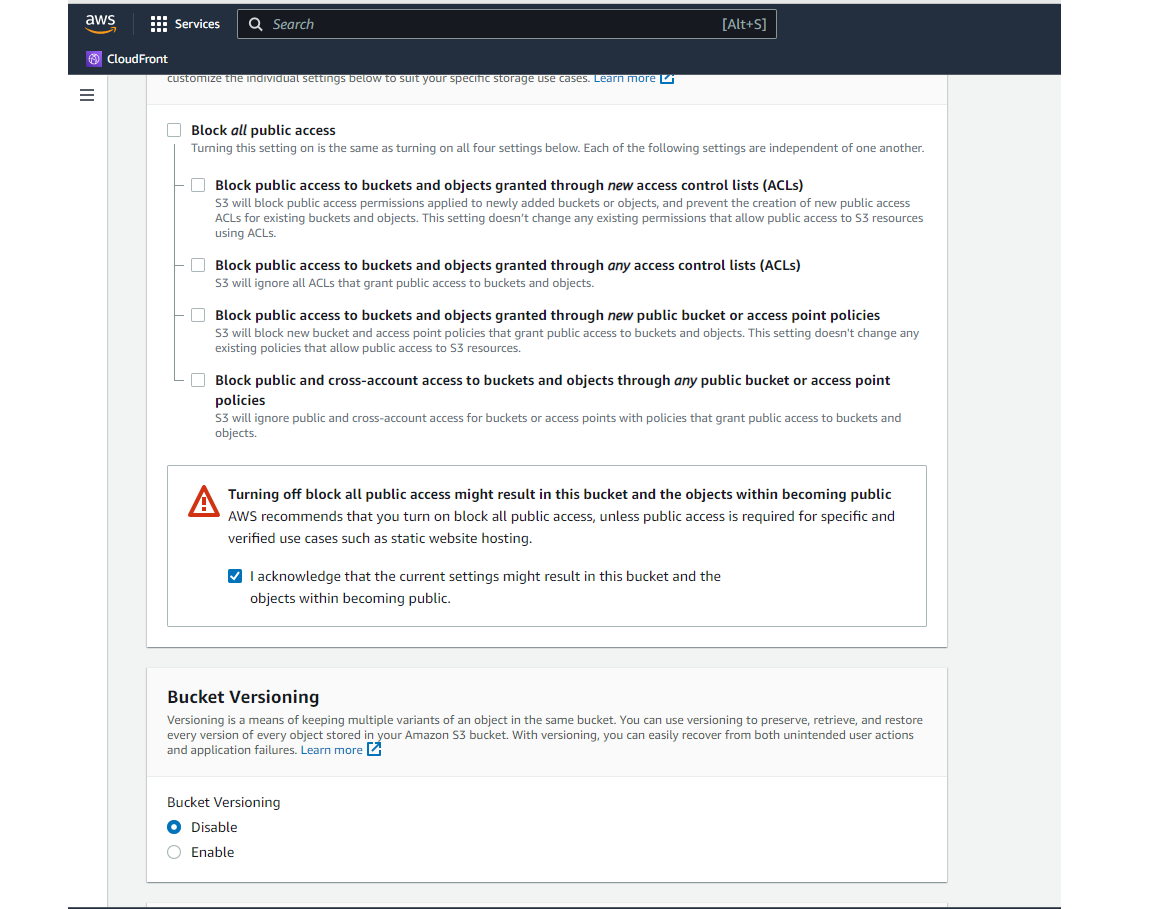 aws
Services
Search
[Alt+S]
CloudFront
customize the individual settings below to suit your specific storage use cases. Learn more
Block all public access
Turning this setting on is the same as turning on all four settings below. Each of the following settings are independent of one another.
Block public access to buckets and objects granted through new access control lists (ACLs)
S3 will block public access permissions applied to newly added buckets or objects, and prevent the creation of new public access
ACLs for existing buckets and objects. This setting doesn't change any existing permissions that allow public access to S3 resources
using ACLs.
Block public access to buckets and objects granted through any access control lists (ACLs)
S3 will ignore all ACLs that grant public access to buckets and objects.
Block public access to buckets and objects granted through new public bucket or access point policies
S3 will block new bucket and access point policies that grant public access to buckets and objects. This setting doesn't change any
existing policies that allow public access to S3 resources.
Block public and cross-account access to buckets and objects through any public bucket or access point
policies
S3 will ignore public and cross-account access for buckets or access points with policies that grant public access to buckets and
objects.
Turning off block all public access might result in this bucket and the objects within becoming public
AWS recommends that you turn on block all public access, unless public access is required for specific and
verified use cases such as static website hosting.
I acknowledge that the current settings might result in this bucket and the
objects within becoming public.
Bucket Versioning
Versioning is a means of keeping multiple variants of an object in the same bucket. You can use versioning to preserve, retrieve, and restore
every version of every object stored in your Amazon S3 bucket. With versioning, you can easily recover from both unintended user actions
and application failures. Learn more
Bucket Versioning
Disable
Enable